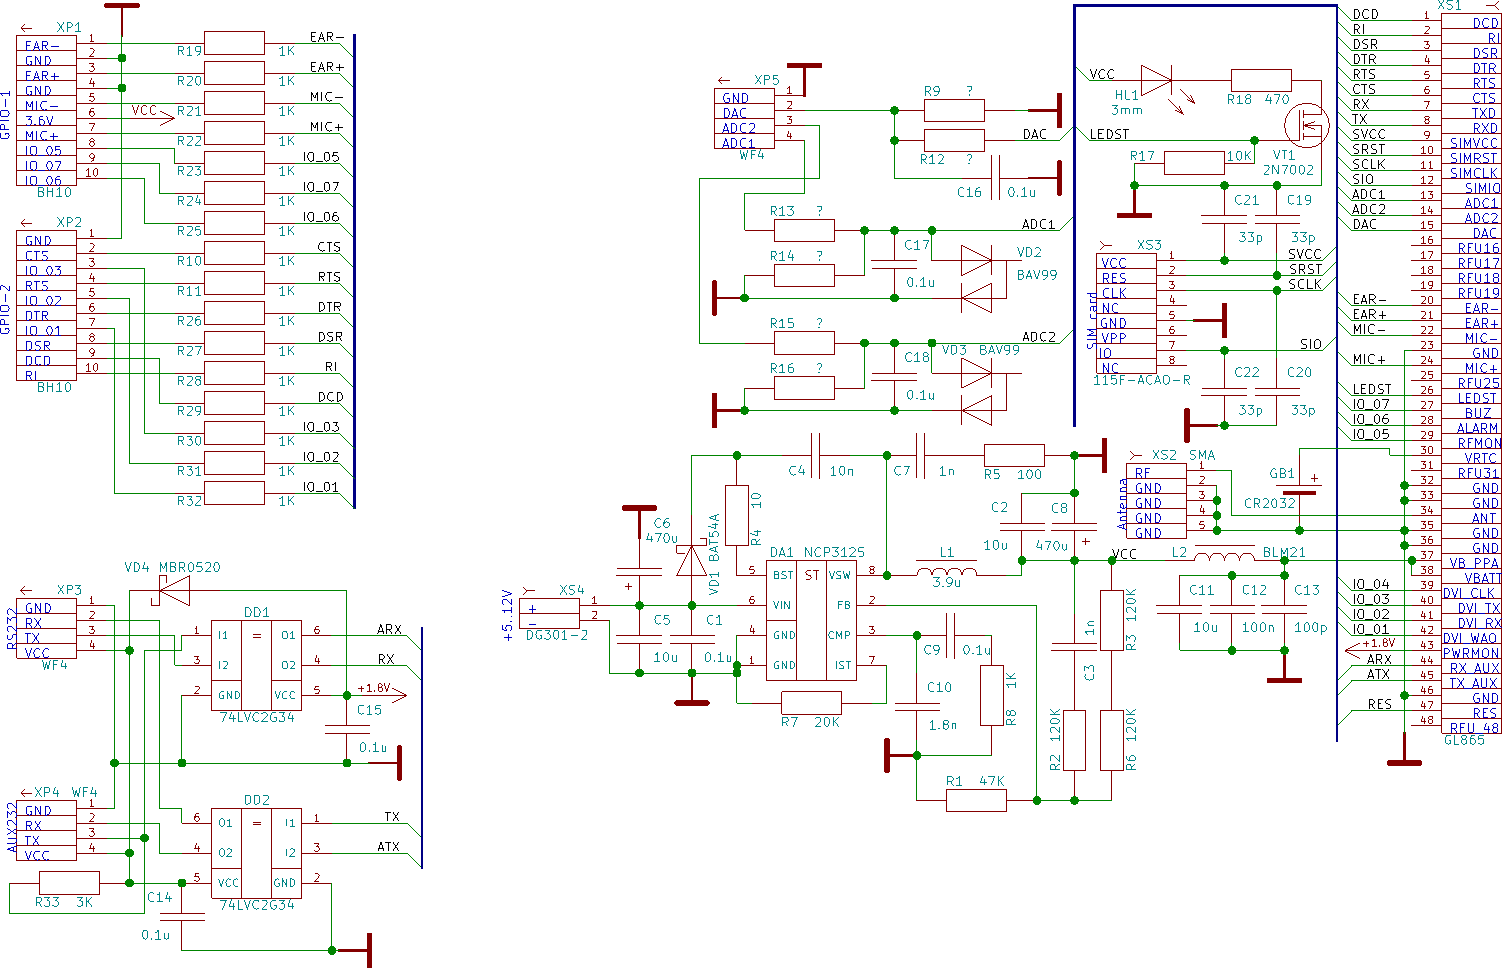 XP1
GPIO-1
EAR- 1
GND 2
EAR+ 3
GND 4
MIC- 5
3.6V 6
MIC+ 7
IO_05 8
IO_07 9
IO_06 10
BH10
VCC
R19 1K EAR-
R20 1K EAR+
R21 1K MIC-
R22 1K MIC+
R23 1K IO_05
R24 1K IO_07
R25 1K IO_06
R10 1K CTS
R11 1K RTS
R26 1K DTR
R27 1K DSR
R28 1K RI
R29 1K DCD
R30 1K IO_03
R31 1K IO_02
R32 1K IO_01
XP2
GPIO-2
GND 1
CTS 2
IO_03 3
RTS 4
IO_02 5
DTR 6
IO_01 7
DSR 8
DCD 9
RI 10
BH10
VD4 MBR0520
XP3
RS232
GND 1
RX 2
TX 3
VCC 4
WF4
DD1
1 I1 = O1 6 ARX
3 I2 O2 4 RX
2 GND VCC 5 +1.8V
74LVC2G34
C15
0.1u
XP4 WF4
AUX232
GND 1
RX 2
TX 3
VCC 4
R33 3K
C14
0.1u
DD2
6 O1 = I1 1 TX
4 O2 I2 3 ATX
5 VCC GND 2
74LVC2G34
XP5
GND 1
DAC 2
ADC2 3
ADC1 4
WF4
R9 ?
R12 ?
DAC
C16 0.1u
R13 ?
ADC1
R14 ?
C17
0.1u
VD2
BAV99
R15 ?
ADC2
R16 ?
C18
0.1u
VD3 BAV99
VCC
HL1
3mm
R18 470
LEDST
R17 10K
VT1
2N7002
C21
33p
C19
33p
XS3
SIM card
VCC 1 SVCC
RES 2 SRST
CLK 3 SCLK
NC 4
GND 5
VPP 6
IO 7 SIO
NC 8
115F-ACAO-R
C22
33p
C20
33p
C4 10n
C7 1n
R5 100
XS2 SMA
Antenna
RF 1
GND 2
GND 3
GND 4
GND 5
GB1
+
CR2032
C6
470u
+
VD1 BAT54A
R4 10
DA1 NCP3125
5 BST ST VSW 8
6 VIN FB 2
4 GND CMP 3
1 GND IST 7
L1
3.9u
C2
10u
C8
470u
+
VCC
L2 BLM21
XS4
+5..12V
+ 1
- 2
DG301-2
C5
10u
C1
0.1u
R7 20K
C9 0.1u
C10
1.8n
R8 1K
R1 47K
C3 1n
R3 120K
R2 120K
R6 120K
C11
10u
C12
100n
C13
100p
XS1
DCD 1 DCD
RI 2 RI
DSR 3 DSR
DTR 4 DTR
RTS 5 RTS
CTS 6 CTS
RX 7 TXD
TX 8 RXD
SVCC 9 SIMVCC
SRST 10 SIMRST
SCLK 11 SIMCLK
SIO 12 SIMIO
ADC1 13 ADC1
ADC2 14 ADC2
DAC 15 DAC
16 RFU16
17 RFU17
18 RFU18
19 RFU19
EAR- 20 EAR-
EAR+ 21 EAR+
MIC- 22 MIC-
23 GND
MIC+ 24 MIC+
25 RFU25
LEDST 26 LEDST
IO_07 27 BUZ
IO_06 28 ALARM
IO_05 29 RFMON
30 VRTC
31 RFU31
32 GND
33 GND
34 ANT
35 GND
36 GND
37 VB_PPA
38 VBATT
IO_04 39 DVI_CLK
IO_03 40 DVI_TX
IO_02 41 DVI_RX
IO_01 42 DVI_WAO
+1.8V 43 PWRMON
ARX 44 RX_AUX
ATX 45 TX_AUX
46 GND
RES 47 RES
48 RFU_48
GL865